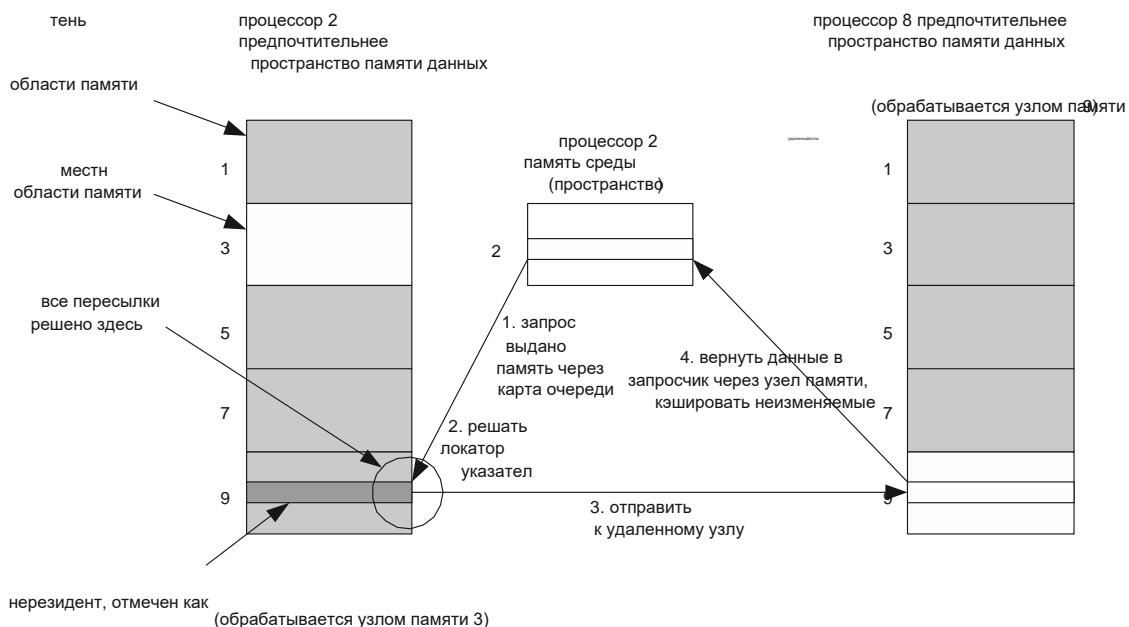 тень
процессор 2
предпочтительнее
пространство памяти данных
процессор 8 предпочтительнее
пространство памяти данных
области памяти
(обрабатывается узлом памяти 9)
процессор 2
память среды
(пространство)
местн
области памяти
1
3
5
7
9
2
1
3
5
7
9
все пересылки
решено здесь
1. запрос
выдано
память через
карта очереди
2. решать
локатор
указател
4. вернуть данные в
запросчик через узел памяти,
кэшировать неизменяемые
3. отправить
к удаленному узлу
нерезидент, отмечен как
(обрабатывается узлом памяти 3)